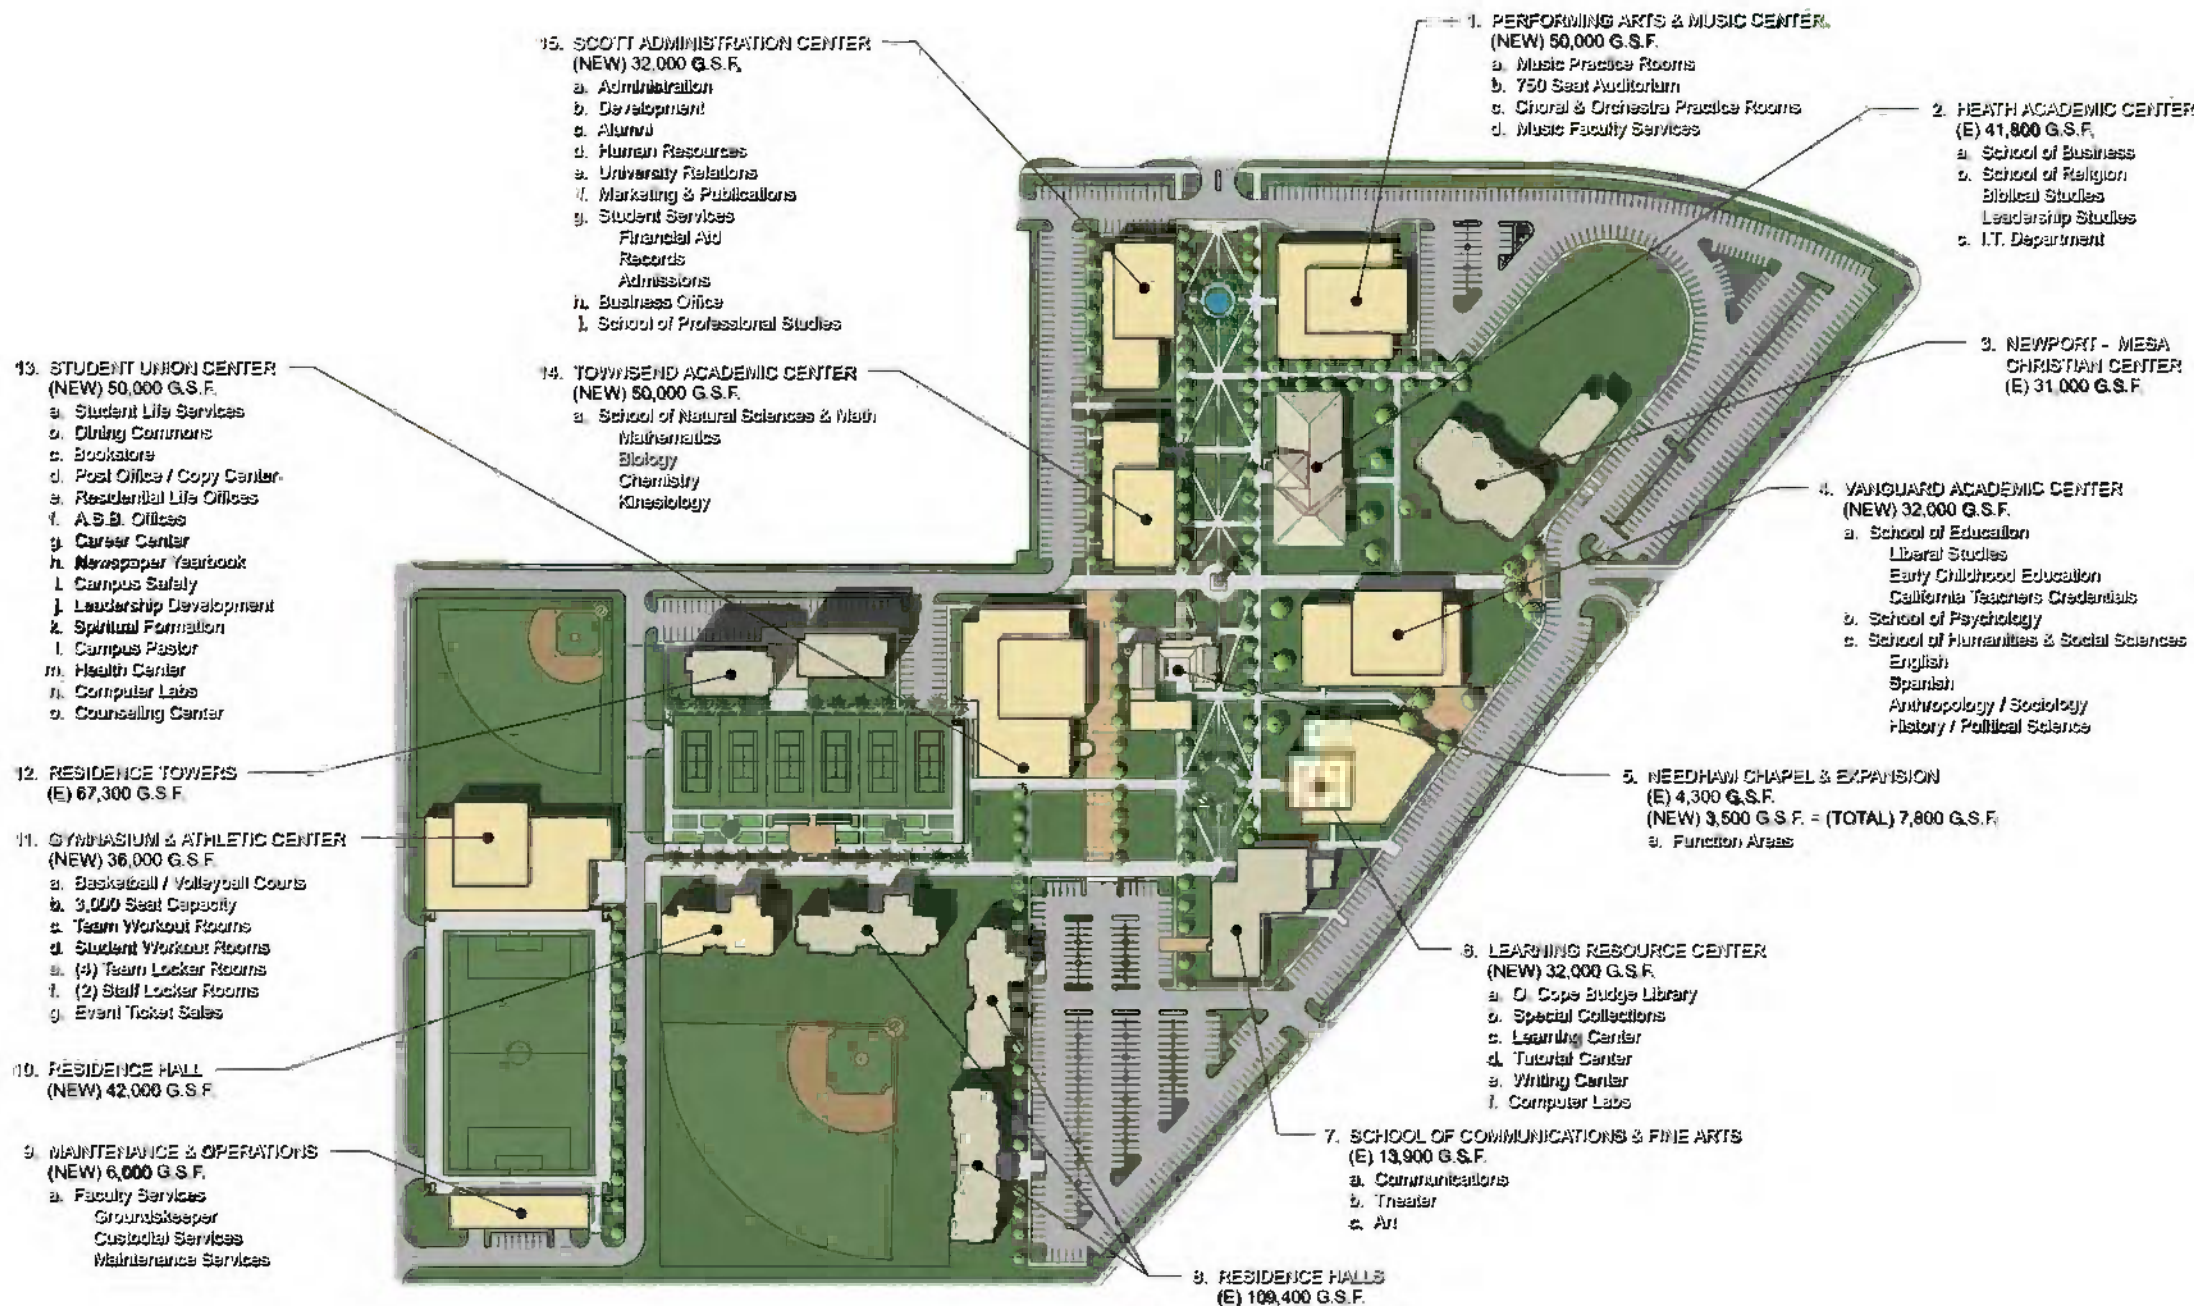 1. PERFORMING ARTS & MUSIC CENTER
(NEW) 50,000 G.S.F.
a. Music Practice Rooms
b. 750 Seat Auditorium
c. Choral & Orchestra Practice Rooms
d. Music Faculty Services
2. HEATH ACADEMIC CENTER
(E) 41,800 G.S.F.
a. School of Business
b. School of Religion
Biblical Studies
Leadership Studies
c. I.T. Department
3. NEWPORT - MESA
CHRISTIAN CENTER
(E) 31,000 G.S.F.
4. VANGUARD ACADEMIC CENTER
(NEW) 32,000 G.S.F.
a. School of Education
Liberal Studies
Early Childhood Education
California Teachers Credentials
b. School of Psychology
c. School of Humanities & Social Sciences
English
Spanish
Anthropology / Sociology
History / Political Science
5. NEEDHAM CHAPEL & EXPANSION
(E) 4,300 G.S.F.
(NEW) 3,500 G.S.F. = (TOTAL) 7,800 G.S.F.
a. Function Areas
6. LEARNING RESOURCE CENTER
(NEW) 32,000 G.S.F.
a. O. Cope Budge Library
b. Special Collections
c. Learning Center
d. Tutorial Center
e. Writing Center
f. Computer Labs
7. SCHOOL OF COMMUNICATIONS & FINE ARTS
(E) 13,900 G.S.F.
a. Communications
b. Theater
c. Art
8. RESIDENCE HALLS
(E) 109,400 G.S.F.
9. MAINTENANCE & OPERATIONS
(NEW) 6,000 G.S.F.
a. Faculty Services
Groundskeeper
Custodial Services
Maintenance Services
10. RESIDENCE HALL
(NEW) 42,000 G.S.F.
11. GYMNASIUM & ATHLETIC CENTER
(NEW) 36,000 G.S.F.
a. Basketball / Volleyball Courts
b. 3,000 Seat Capacity
c. Team Workout Rooms
d. Student Workout Rooms
e. (4) Team Locker Rooms
f. (2) Staff Locker Rooms
g. Event Ticket Sales
12. RESIDENCE TOWERS
(E) 67,300 G.S.F.
13. STUDENT UNION CENTER
(NEW) 50,000 G.S.F.
a. Student Life Services
b. Dining Commons
c. Bookstore
d. Post Office / Copy Center
e. Residential Life Offices
f. A.S.B. Offices
g. Career Center
h. Newspaper Yearbook
i. Campus Safety
j. Leadership Development
k. Spiritual Formation
l. Campus Pastor
m. Health Center
n. Computer Labs
o. Counseling Center
14. TOWNSEND ACADEMIC CENTER
(NEW) 50,000 G.S.F.
a. School of Natural Sciences & Math
Mathematics
Biology
Chemistry
Kinesiology
15. SCOTT ADMINISTRATION CENTER
(NEW) 32,000 G.S.F.
a. Administration
b. Development
c. Alumni
d. Human Resources
e. University Relations
f. Marketing & Publications
g. Student Services
Financial Aid
Records
Admissions
h. Business Office
j. School of Professional Studies